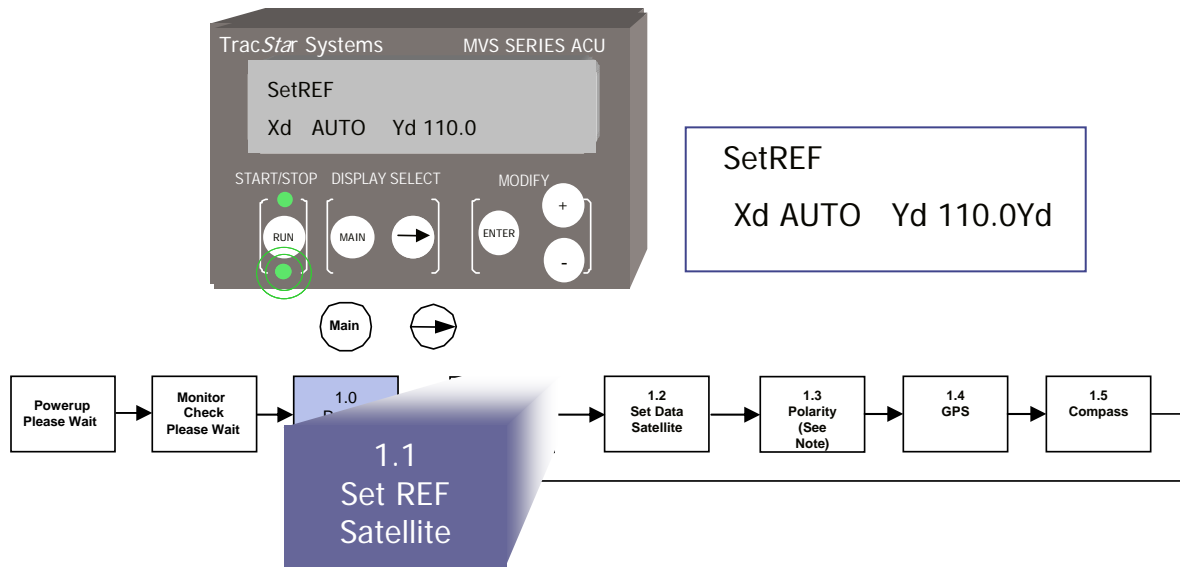 TracStar Systems MVS SERIES ACU
SetREF
Xd AUTO Yd 110.0
START/STOP DISPLAY SELECT MODIFY
RUN MAIN ENTER + -
SetREF
Xd AUTO Yd 110.0Yd
Main
Powerup
Please Wait
Monitor
Check
Please Wait
1.0
1.1
Set REF
Satellite
1.2
Set Data
Satellite
1.3
Polarity
(See
Note)
1.4
GPS
1.5
Compass